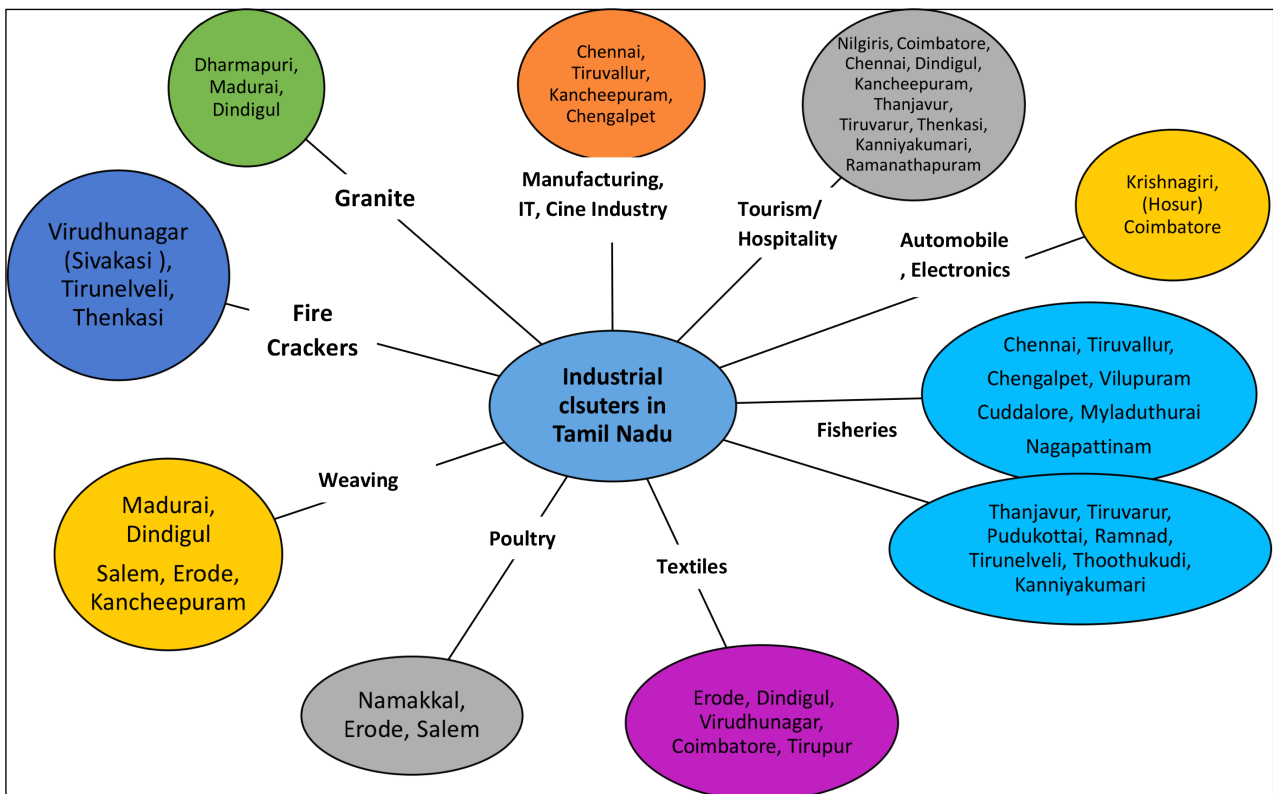 Dharmapuri,
Madurai,
Dindigul
Chennai,
Tiruvallur,
Kancheepuram,
Chengalpet
Nilgiris, Coimbatore,
Chennai, Dindigul,
Kancheepuram,
Thanjavur,
Tiruvarur, Thenkasi,
Kanniyakumari,
Ramanathapuram
Krishnagiri,
(Hosur)
Coimbatore
Granite
Manufacturing,
IT, Cine Industry
Tourism/
Hospitality
Automobile
, Electronics
Virudhunagar
(Sivakasi ),
Tirunelveli,
Thenkasi
Fire
Crackers
Industrial
clsuters in
Tamil Nadu
Chennai, Tiruvallur,
Chengalpet, Vilupuram
Cuddalore, Myladuthurai
Nagapattinam
Fisheries
Thanjavur, Tiruvarur,
Pudukottai, Ramnad,
Tirunelveli, Thoothukudi,
Kanniyakumari
Weaving
Madurai,
Dindigul
Salem, Erode,
Kancheepuram
Poultry
Textiles
Namakkal,
Erode, Salem
Erode, Dindigul,
Virudhunagar,
Coimbatore, Tirupur